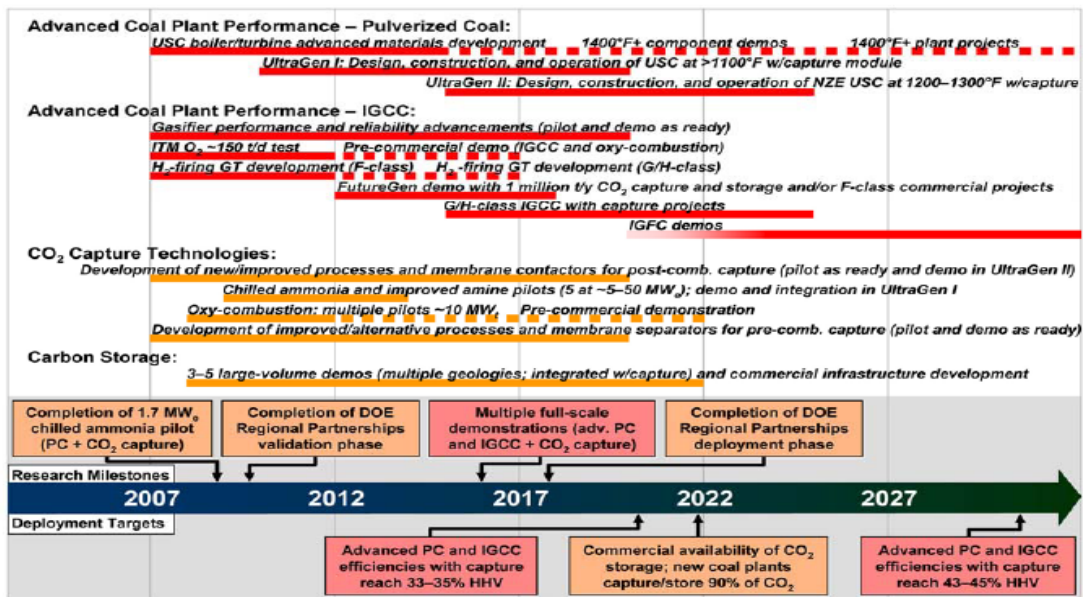 Advanced Coal Plant Performance – Pulverized Coal:
USC boiler/turbine advanced materials development 1400°F+ component demos 1400°F+ plant projects
UltraGen I: Design, construction, and operation of USC at >1100°F w/capture module
UltraGen II: Design, construction, and operation of NZE USC at 1200–1300°F w/capture
Advanced Coal Plant Performance – IGCC:
Gasifier performance and reliability advancements (pilot and demo as ready)
ITM O₂ ~150 t/d test Pre-commercial demo (IGCC and oxy-combustion)
H₂-firing GT development (F-class) H₂-firing GT development (G/H-class)
FutureGen demo with 1 million t/y CO₂ capture and storage and/or F-class commercial projects
G/H-class IGCC with capture projects
IGFC demos
CO₂ Capture Technologies:
Development of new/improved processes and membrane contactors for post-comb. capture (pilot as ready and demo in UltraGen II)
Chilled ammonia and improved amine pilots (5 at ~5–50 MWₑ); demo and integration in UltraGen I
Oxy-combustion: multiple pilots ~10 MWₜ Pre-commercial demonstration
Development of improved/alternative processes and membrane separators for pre-comb. capture (pilot and demo as ready)
Carbon Storage:
3–5 large-volume demos (multiple geologies; integrated w/capture) and commercial infrastructure development
Completion of 1.7 MWₑ
chilled ammonia pilot
(PC + CO₂ capture)
Completion of DOE
Regional Partnerships
validation phase
Multiple full-scale
demonstrations (adv. PC
and IGCC + CO₂ capture)
Completion of DOE
Regional Partnerships
deployment phase
Research Milestones
2007 2012 2017 2022 2027
Deployment Targets
Advanced PC and IGCC
efficiencies with capture
reach 33–35% HHV
Commercial availability of CO₂
storage; new coal plants
capture/store 90% of CO₂
Advanced PC and IGCC
efficiencies with capture
reach 43–45% HHV